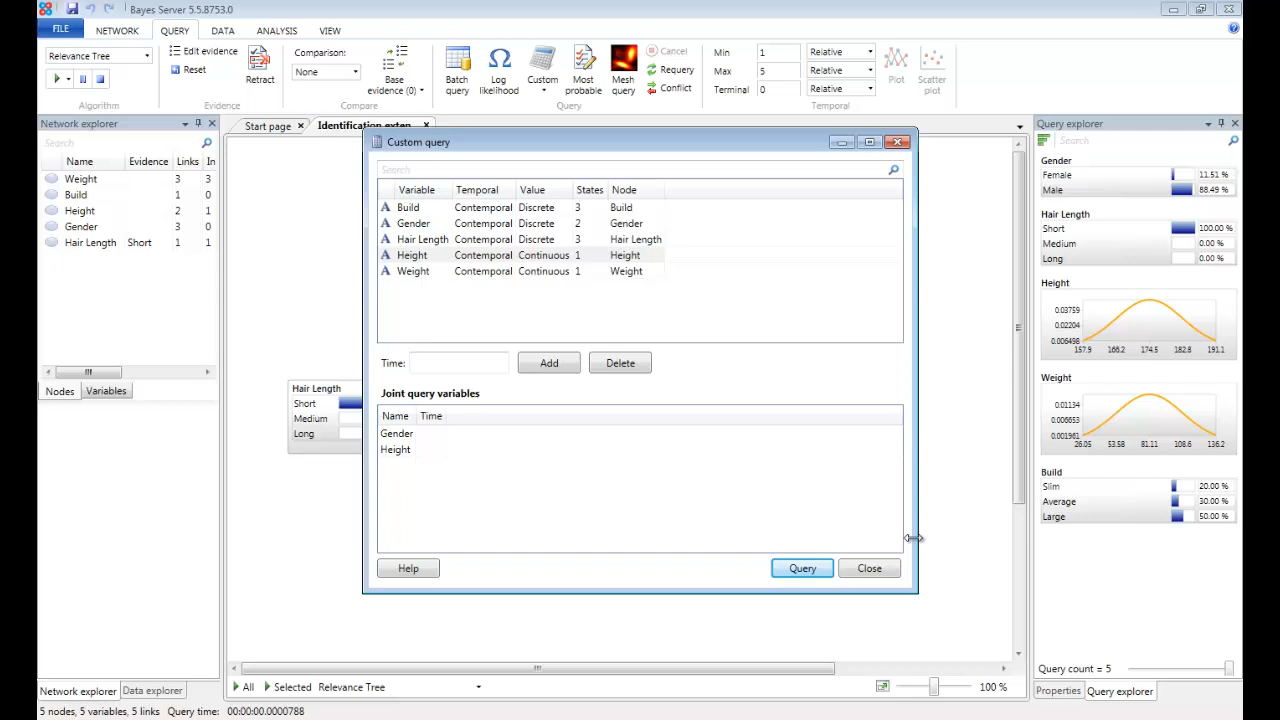 Bayes Server 5.5.8753.0
FILE NETWORK QUERY DATA ANALYSIS VIEW
Relevance Tree
Edit evidence
Reset
Retract
Comparison:
None
Base evidence (0)
Batch query
Log likelihood
Custom
Most probable
Mesh query
Cancel
Requery
Conflict
Min 1 Relative
Max 5 Relative
Terminal 0 Relative
Plot
Scatter plot
Algorithm Evidence Compare Query Temporal
Network explorer
Search
Name Evidence Links In
Weight 3 3
Build 1 0
Height 2 1
Gender 3 0
Hair Length Short 1 1
Nodes Variables
Network explorer Data explorer
Start page Identification exten
Hair Length
Short
Medium
Long
Custom query
Search
Variable Temporal Value States Node
Build Contemporal Discrete 3 Build
Gender Contemporal Discrete 2 Gender
Hair Length Contemporal Discrete 3 Hair Length
Height Contemporal Continuous 1 Height
Weight Contemporal Continuous 1 Weight
Time: Add Delete
Joint query variables
Name Time
Gender
Height
Help Query Close
All Selected Relevance Tree 100 %
Query explorer
Search
Gender
Female 11.51 %
Male 88.49 %
Hair Length
Short 100.00 %
Medium 0.00 %
Long 0.00 %
Height
0.03759
0.02204
0.006498
157.9 166.2 174.5 182.8 191.1
Weight
0.01134
0.006653
0.001961
26.05 53.58 81.11 108.6 136.2
Build
Slim 20.00 %
Average 30.00 %
Large 50.00 %
Query count = 5
Properties Query explorer
5 nodes, 5 variables, 5 links Query time: 00:00:00.0000788